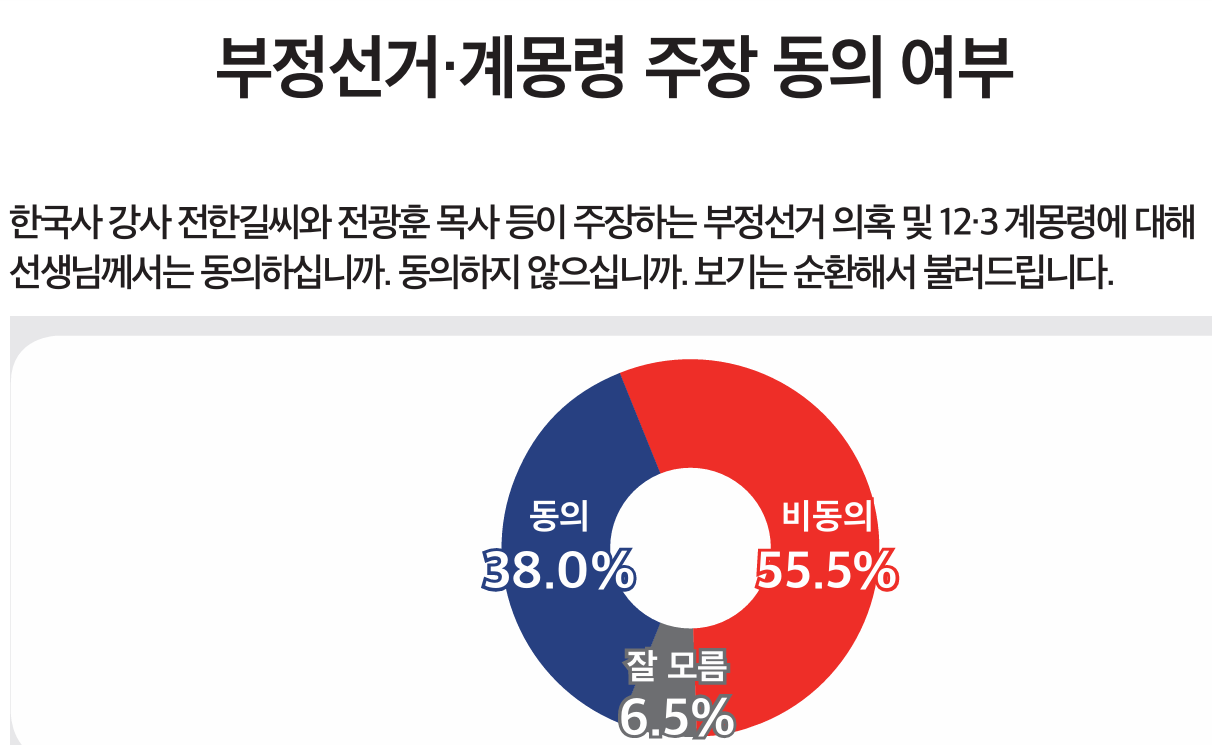 부정선거·계몽령 주장 동의 여부
한국사 강사 전한길씨와 전광훈 목사 등이 주장하는 부정선거 의혹 및 12·3 계몽령에 대해
선생님께서는 동의하십니까. 동의하지 않으십니까. 보기는 순환해서 불러드립니다.
동의
38.0%
비동의
55.5%
잘 모름
6.5%